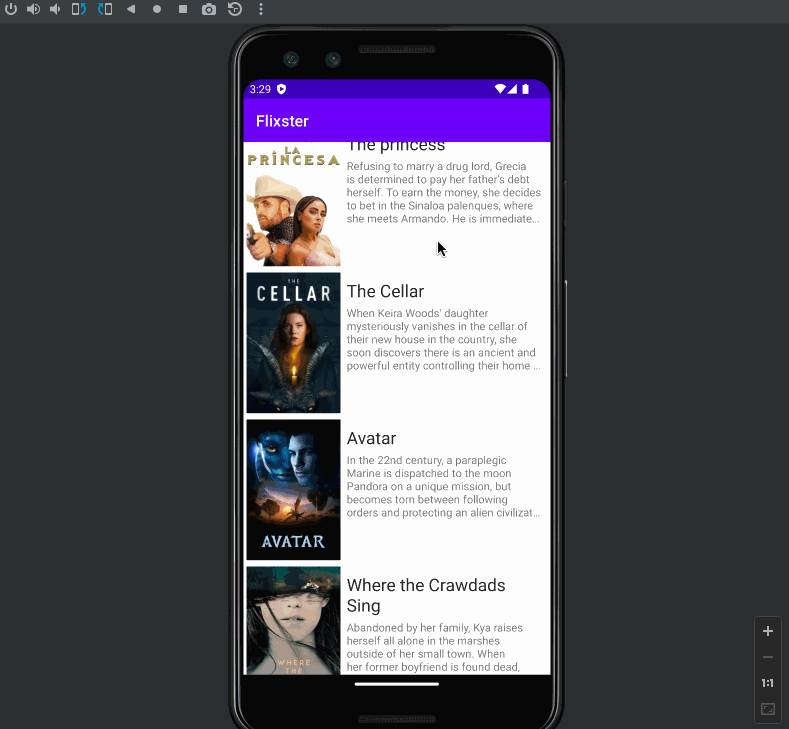 3:29
Flixster
The princess
LA
PRINCESA
Refusing to marry a drug lord, Grecia
is determined to pay her father's debt
herself. To earn the money, she decides
to bet in the Sinaloa palenques, where
she meets Armando. He is immediate…
THE
CELLAR
The Cellar
When Keira Woods' daughter
mysteriously vanishes in the cellar of
their new house in the country, she
soon discovers there is an ancient and
powerful entity controlling their home …
Avatar
In the 22nd century, a paraplegic
Marine is dispatched to the moon
Pandora on a unique mission, but
becomes torn between following
orders and protecting an alien civilizat…
AVATAR
Where the Crawdads
Sing
Abandoned by her family, Kya raises
herself all alone in the marshes
outside of her small town. When
her former boyfriend is found dead,
WHERE
THE
1:1